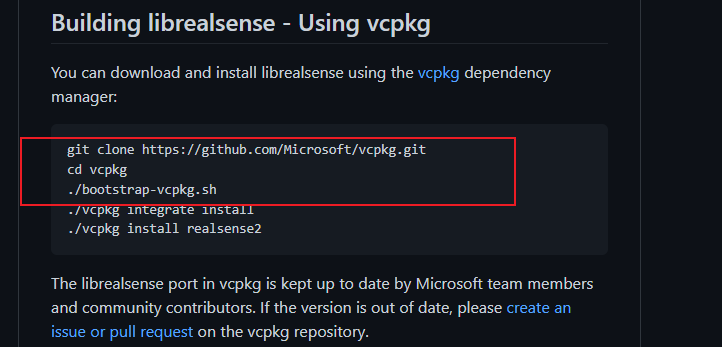 Building librealsense - Using vcpkg
You can download and install librealsense using the vcpkg dependency
manager:
git clone https://github.com/Microsoft/vcpkg.git
cd vcpkg
./bootstrap-vcpkg.sh
./vcpkg integrate install
./vcpkg install realsense2
The librealsense port in vcpkg is kept up to date by Microsoft team members
and community contributors. If the version is out of date, please create an
issue or pull request on the vcpkg repository.